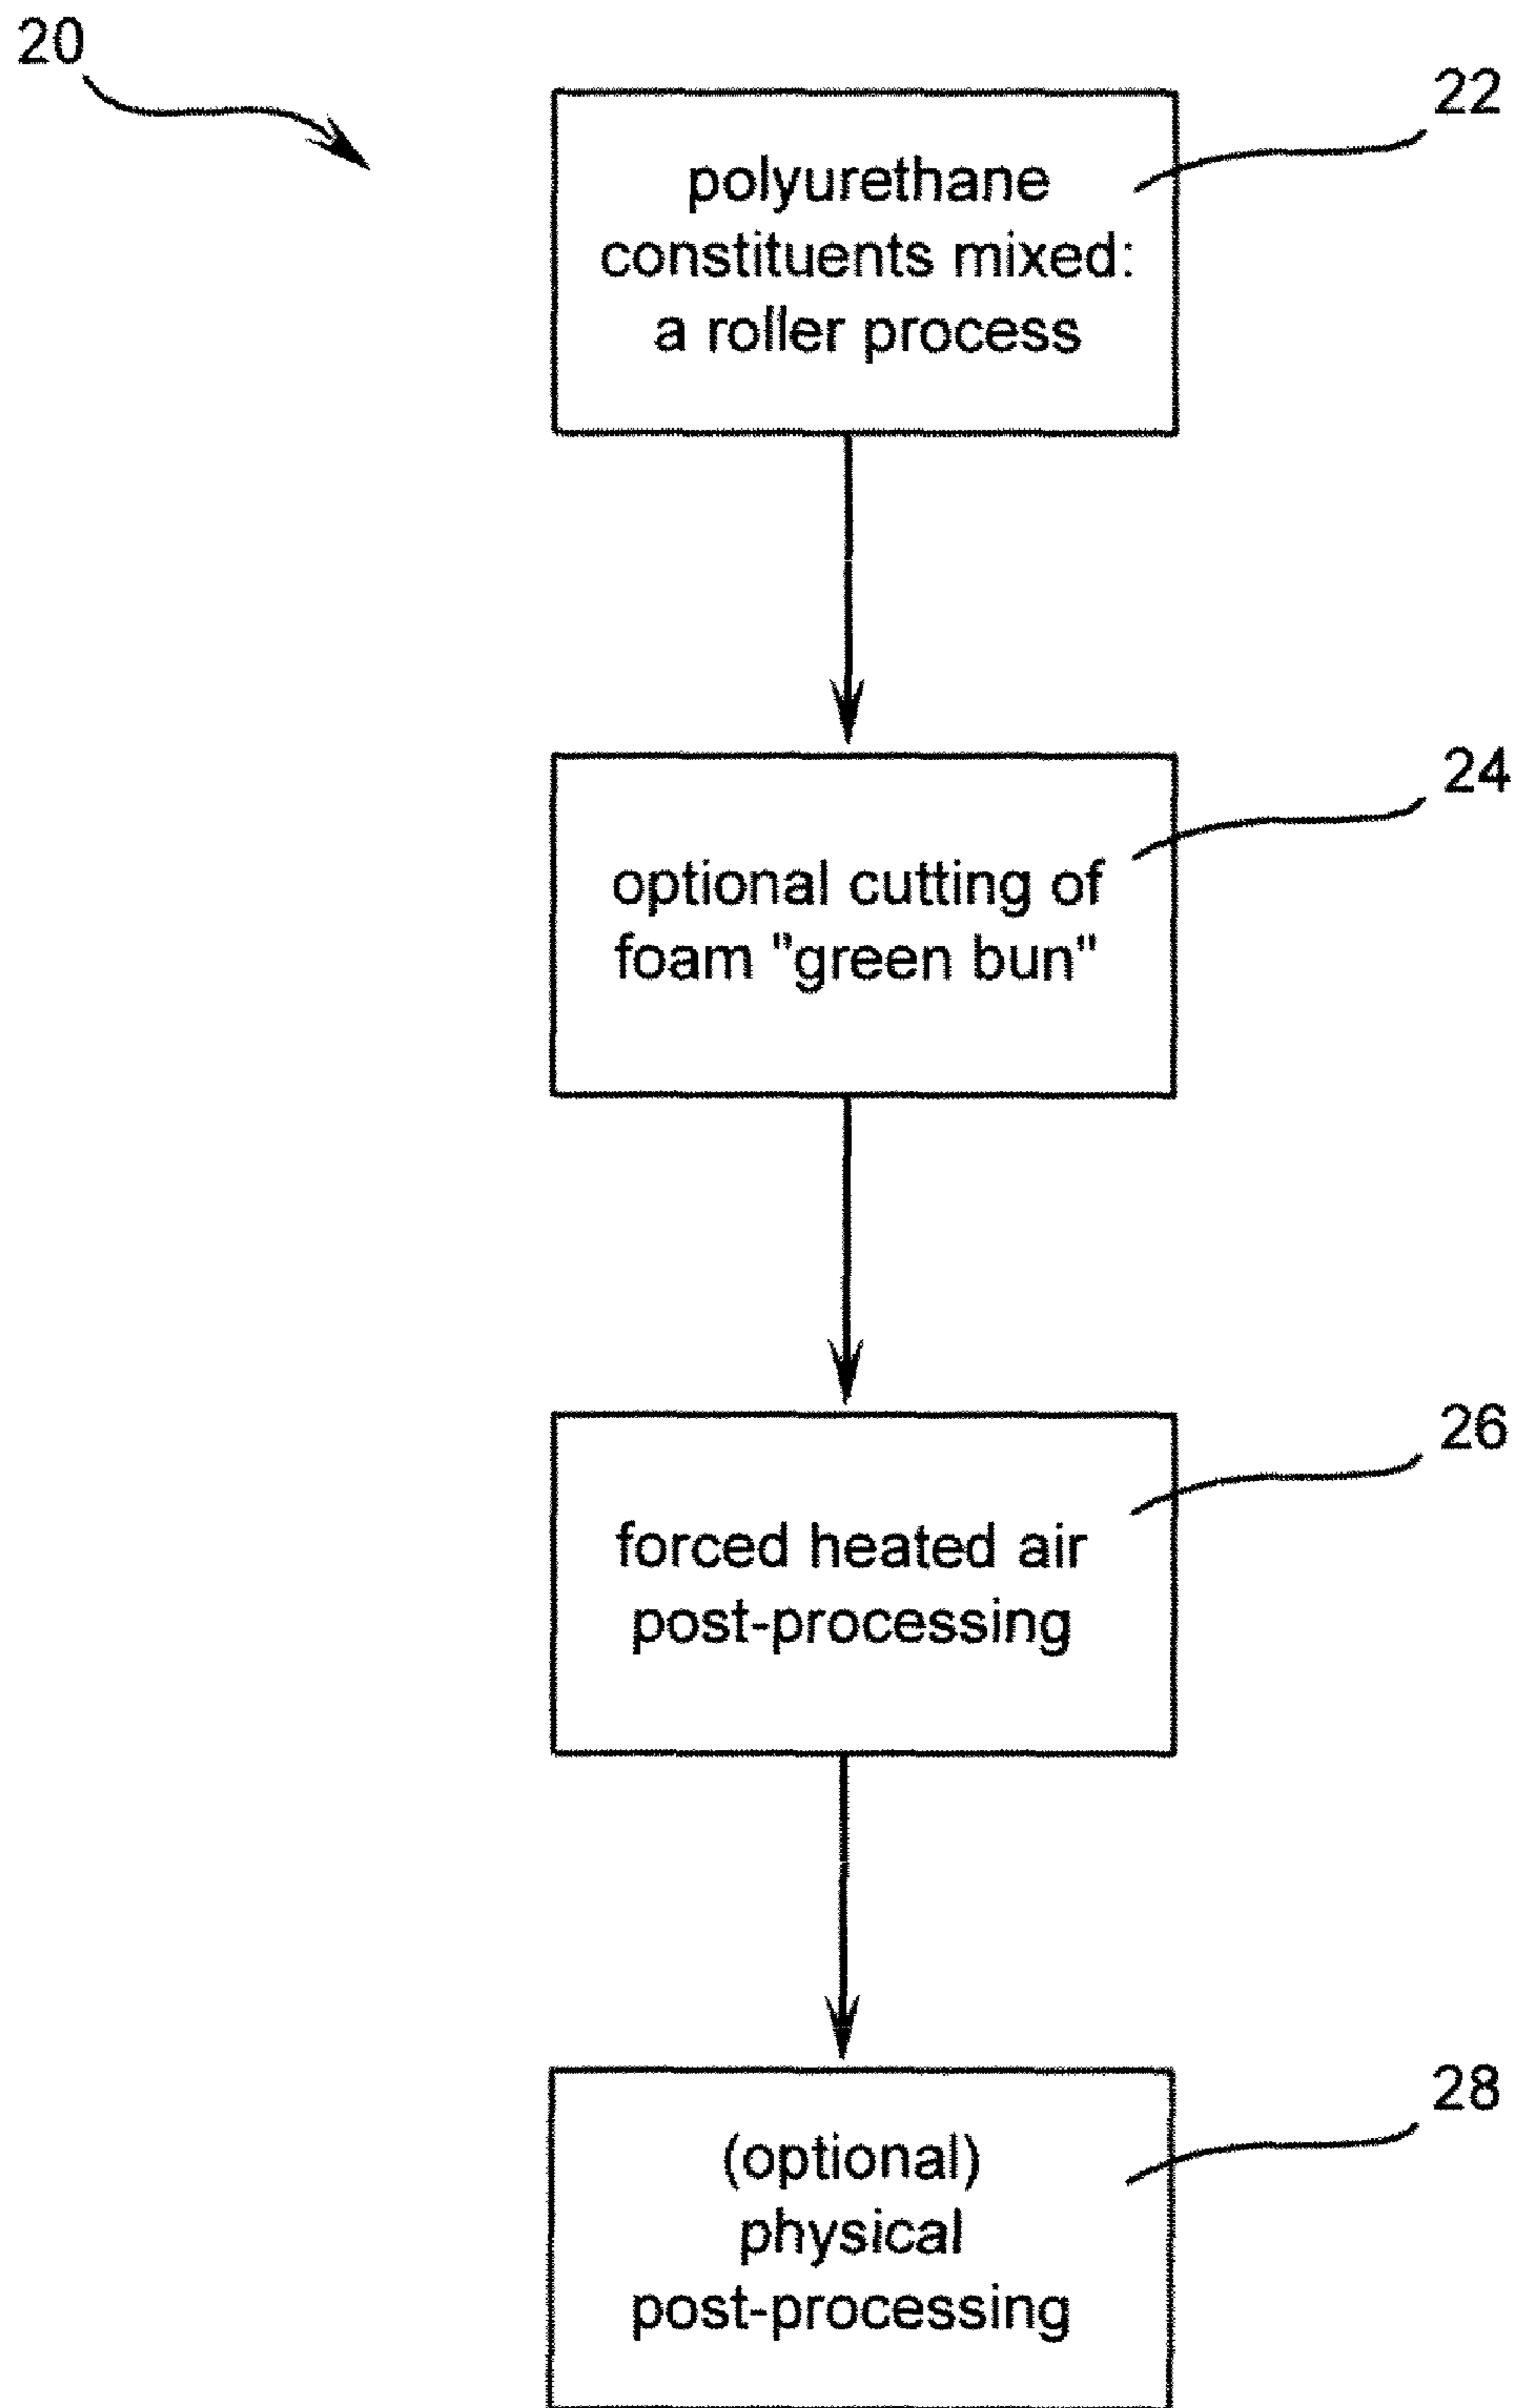 20
22
polyurethane
constituents mixed:
a roller process
24
optional cutting of
foam "green bun"
26
forced heated air
post-processing
28
(optional)
physical
post-processing